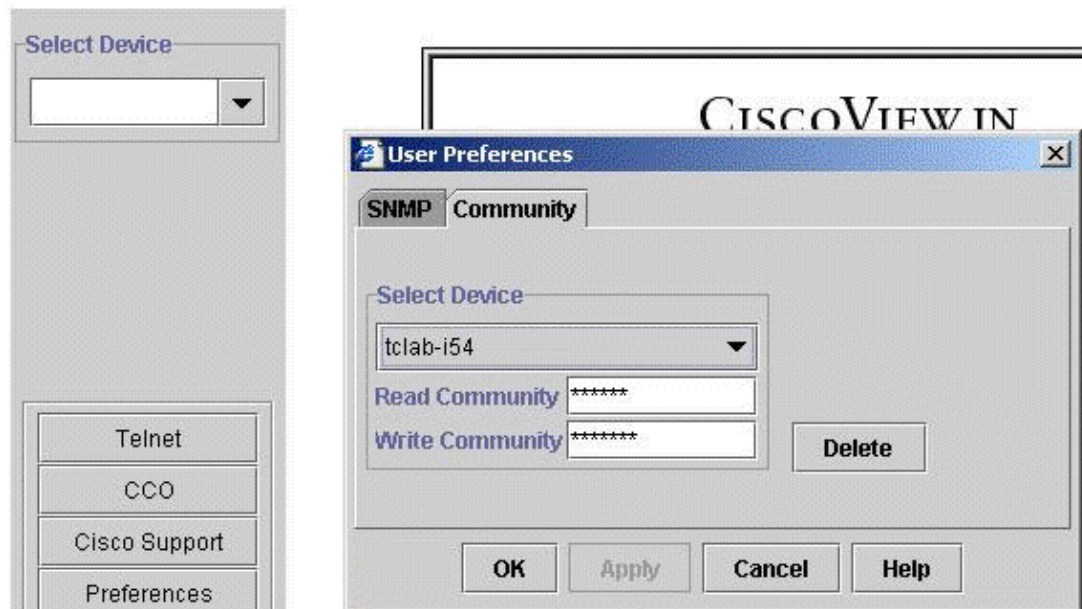 Select Device
CISCOVIEW IN
User Preferences
SNMP
Community
Select Device
tclab-i54
Read Community ******
Write Community *******
Delete
Telnet
CCO
Cisco Support
Preferences
OK
Apply
Cancel
Help